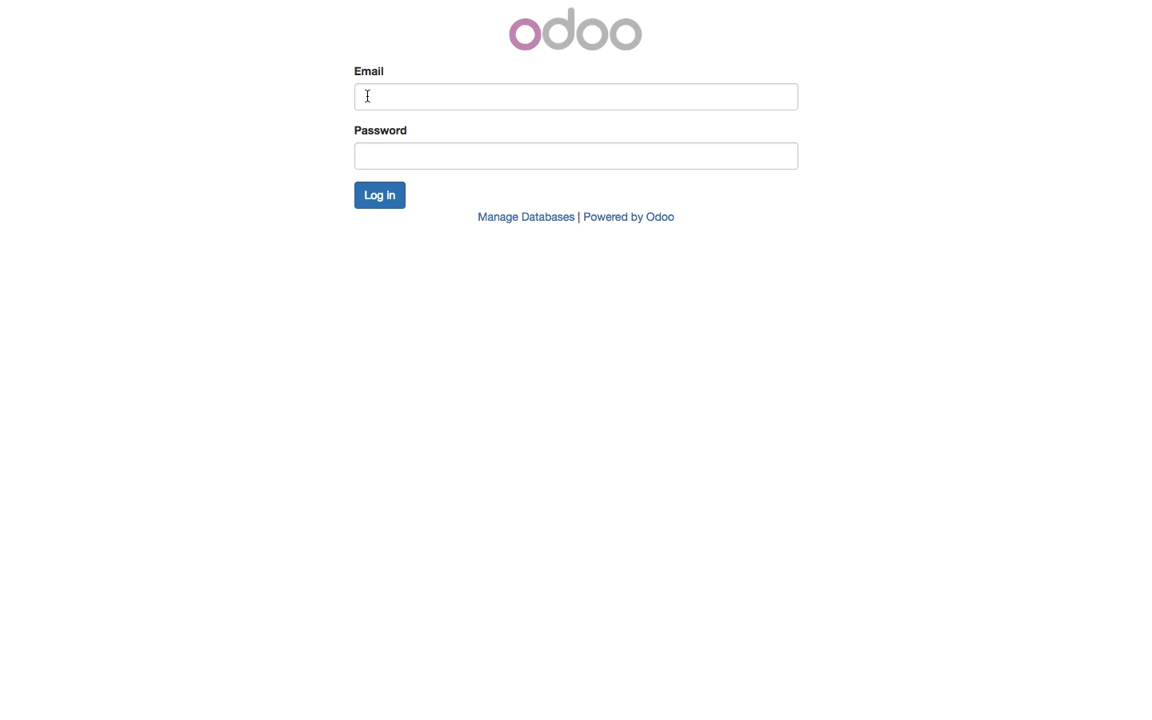 odoo
Email
Password
Log in
Manage Databases | Powered by Odoo